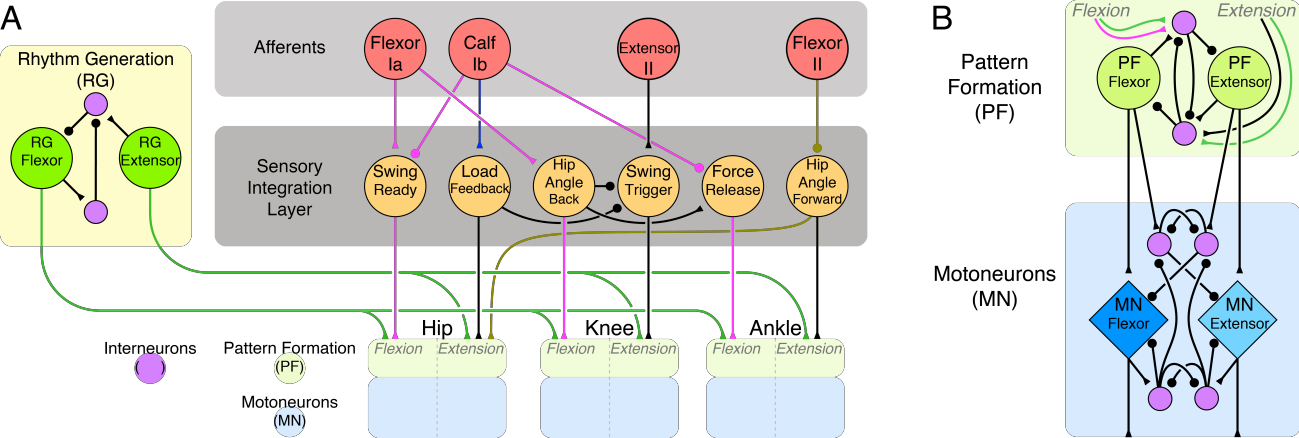 A
Rhythm Generation
(RG)
RG
Flexor
RG
Extensor
Afferents
Flexor
Ia
Calf
Ib
Extensor
II
Flexor
II
Sensory
Integration
Layer
Swing
Ready
Load
Feedback
Hip
Angle
Back
Swing
Trigger
Force
Release
Hip
Angle
Forward
Hip
Knee
Ankle
Flexion
Extension
Flexion
Extension
Flexion
Extension
Interneurons
Pattern Formation
(PF)
Motoneurons
(MN)
B
Flexion
Extension
Pattern
Formation
(PF)
PF
Flexor
PF
Extensor
Motoneurons
(MN)
MN
Flexor
MN
Extensor